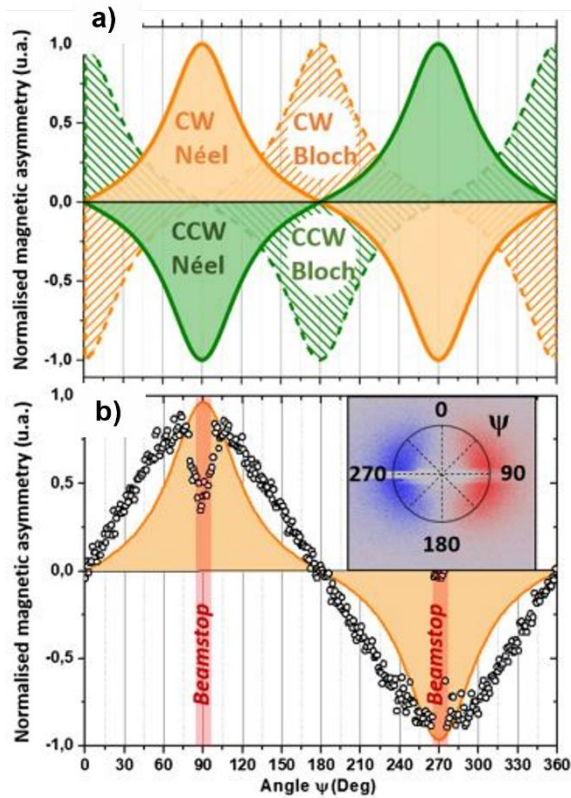 a)
Normalised magnetic asymmetry (u.a.)
1,0
0,5
0,0
-0,5
-1,0
CW
Néel
CW
Bloch
CCW
Néel
CCW
Bloch
b)
Normalised magnetic asymmetry (u.a.)
1,0
0,5
0,0
-0,5
-1,0
0
ψ
270
90
180
Beamstop
Beamstop
0 30 60 90 120 150 180 210 240 270 300 330 360
Angle ψ (Deg)